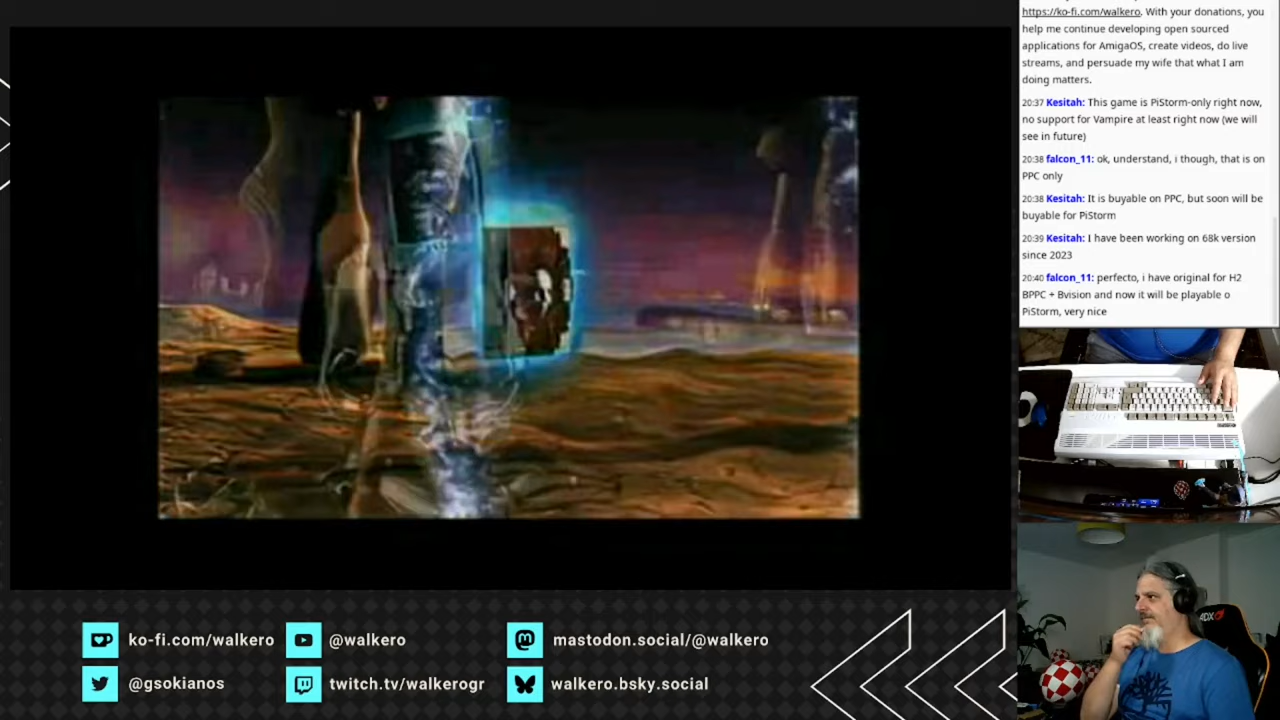 https://ko-fi.com/walkero. With your donations, you
help me continue developing open sourced
applications for AmigaOS, create videos, do live
streams, and persuade my wife that what I am
doing matters.
20:37 Kesitah: This game is PiStorm-only right now,
no support for Vampire at least right now (we will
see in future)
20:38 falcon_11: ok, understand, i though, that is on
PPC only
20:38 Kesitah: It is buyable on PPC, but soon will be
buyable for PiStorm
20:39 Kesitah: I have been working on 68k version
since 2023
20:40 falcon_11: perfecto, i have original for H2
BPPC + Bvision and now it will be playable o
PiStorm, very nice
ADX
ko-fi.com/walkero
@walkero
mastodon.social/@walkero
@gsokianos
twitch.tv/walkerogr
walkero.bsky.social